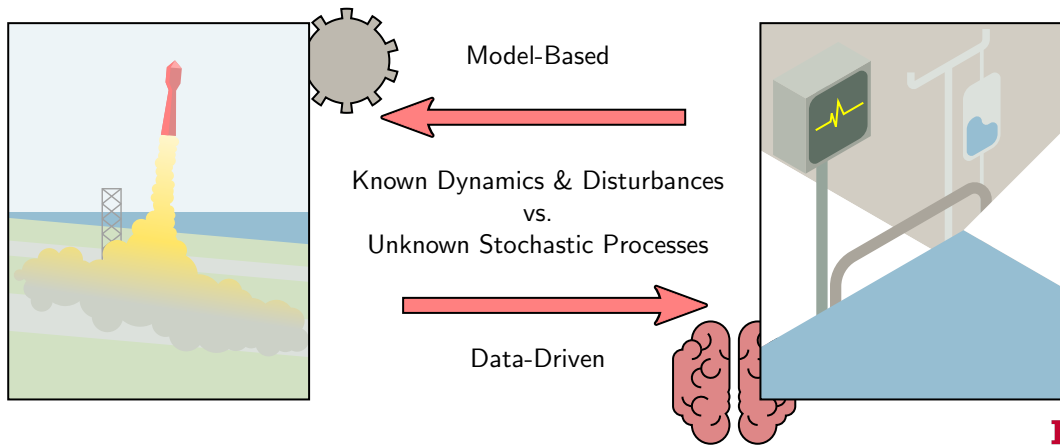 Model-Based
Known Dynamics & Disturbances
vs.
Unknown Stochastic Processes
Data-Driven